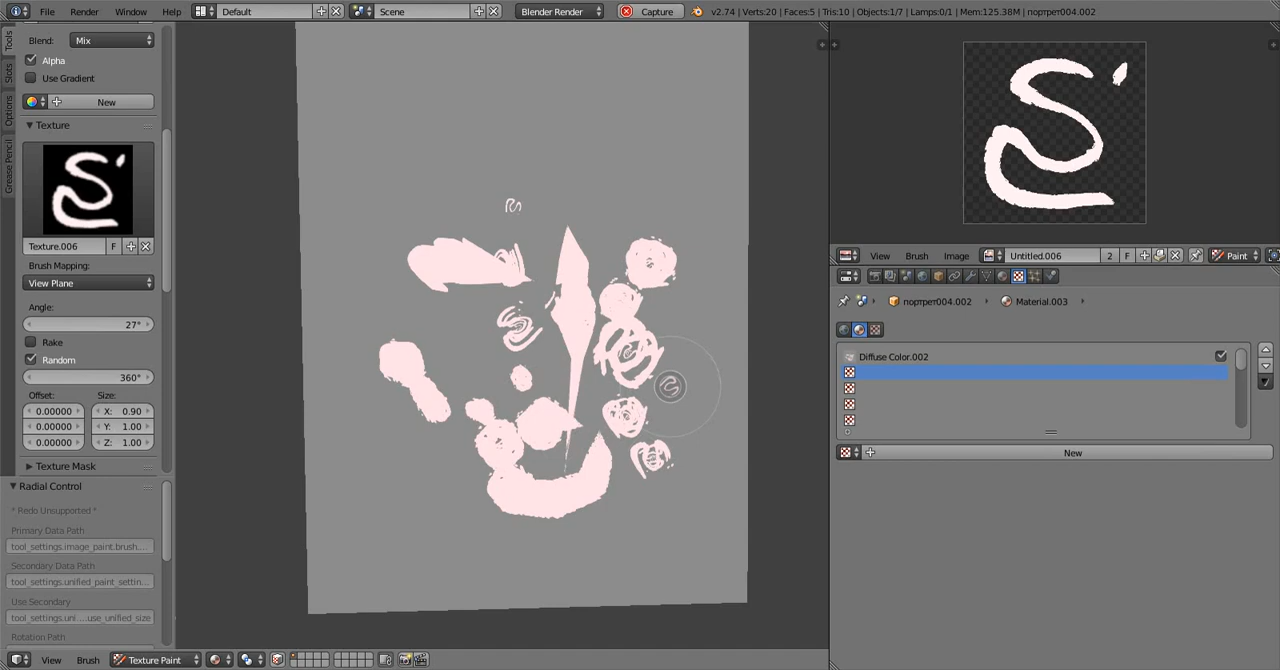 File Render Window Help Default Scene Blender Render Capture v2.74 | Verts:20 | Faces:5 | Tris:10 | Objects:1/7 | Lamps:0/1 | Mem:125.38M | портрет004.002
Tools
Slots
Options
Grease Pencil
Blend: Mix
Alpha
Use Gradient
New
Texture
Texture.006 F
Brush Mapping:
View Plane
Angle:
27°
Rake
Random
360°
Offset: Size:
0.00000 X: 0.90
0.00000 Y: 1.00
0.00000 Z: 1.00
Texture Mask
Radial Control
* Redo Unsupported *
Primary Data Path
tool_settings.image_paint.brush...
Secondary Data Path
tool_settings.unified_paint_settin...
Use Secondary
tool_settings.uni....use_unified_size
Rotation Path
View Brush Texture Paint
View Brush Image Untitled.006 2 F Paint
портрет004.002 Material.003
Diffuse Color.002
New